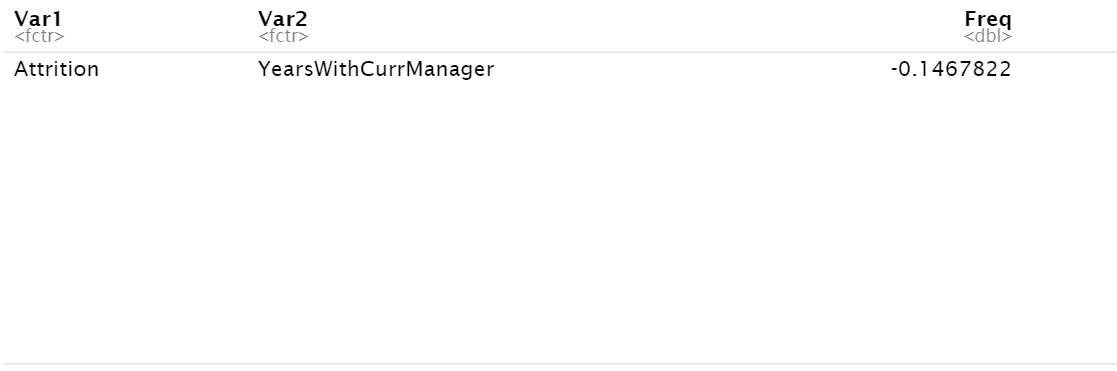 Var1 Var2 Freq
<fctr> <fctr> <dbl>
Attrition YearsWithCurrManager -0.1467822